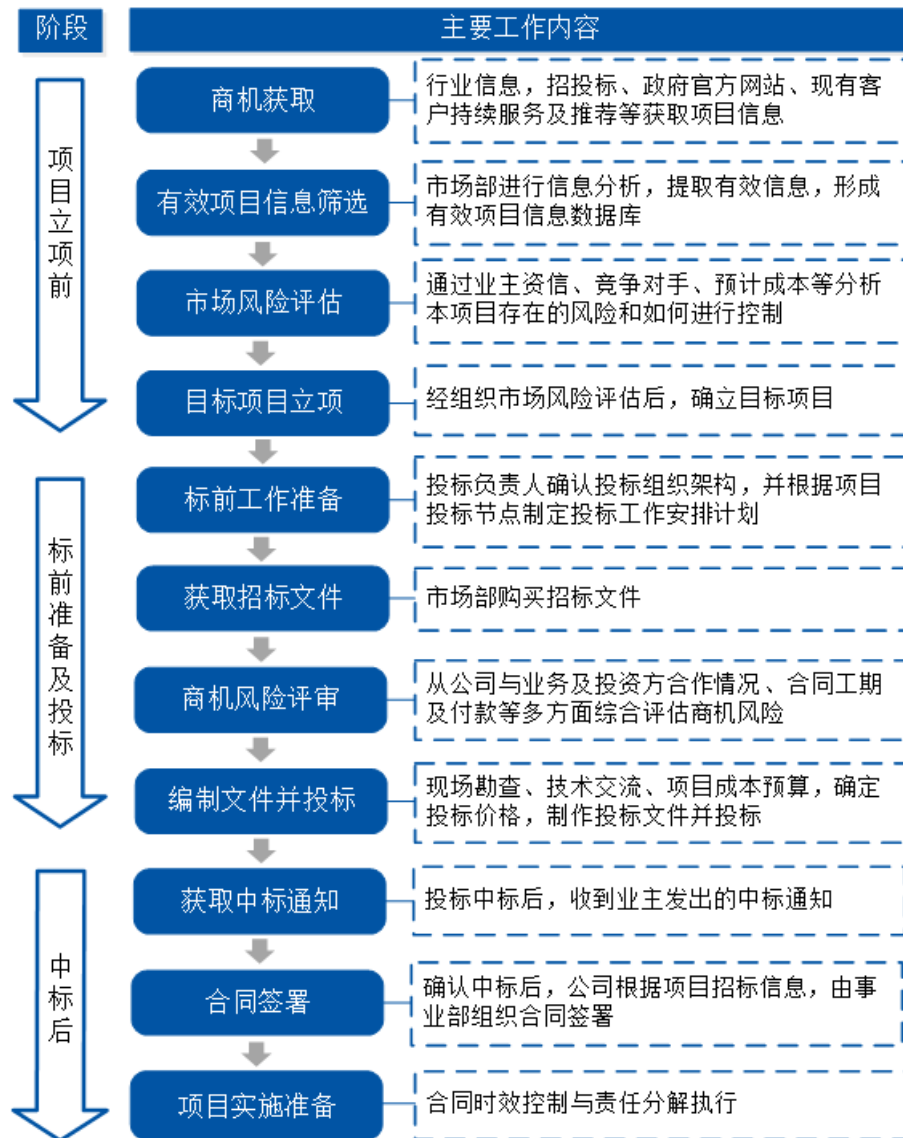 阶段
主要工作内容
项目立项前
商机获取
行业信息，招投标、政府官方网站、现有客
户持续服务及推荐等获取项目信息
有效项目信息筛选
市场部进行信息分析，提取有效信息，形成
有效项目信息数据库
市场风险评估
通过业主资信、竞争对手、预计成本等分析
本项目存在的风险和如何进行控制
目标项目立项
经组织市场风险评估后，确立目标项目
标前准备及投标
标前工作准备
投标负责人确认投标组织架构，并根据项目
投标节点制定投标工作安排计划
获取招标文件
市场部购买招标文件
商机风险评审
从公司与业务及投资方合作情况、合同工期
及付款等多方面综合评估商机风险
编制文件并投标
现场勘查、技术交流、项目成本预算，确定
投标价格，制作投标文件并投标
中标后
获取中标通知
投标中标后，收到业主发出的中标通知
合同签署
确认中标后，公司根据项目招标信息，由事
业部组织合同签署
项目实施准备
合同时效控制与责任分解执行